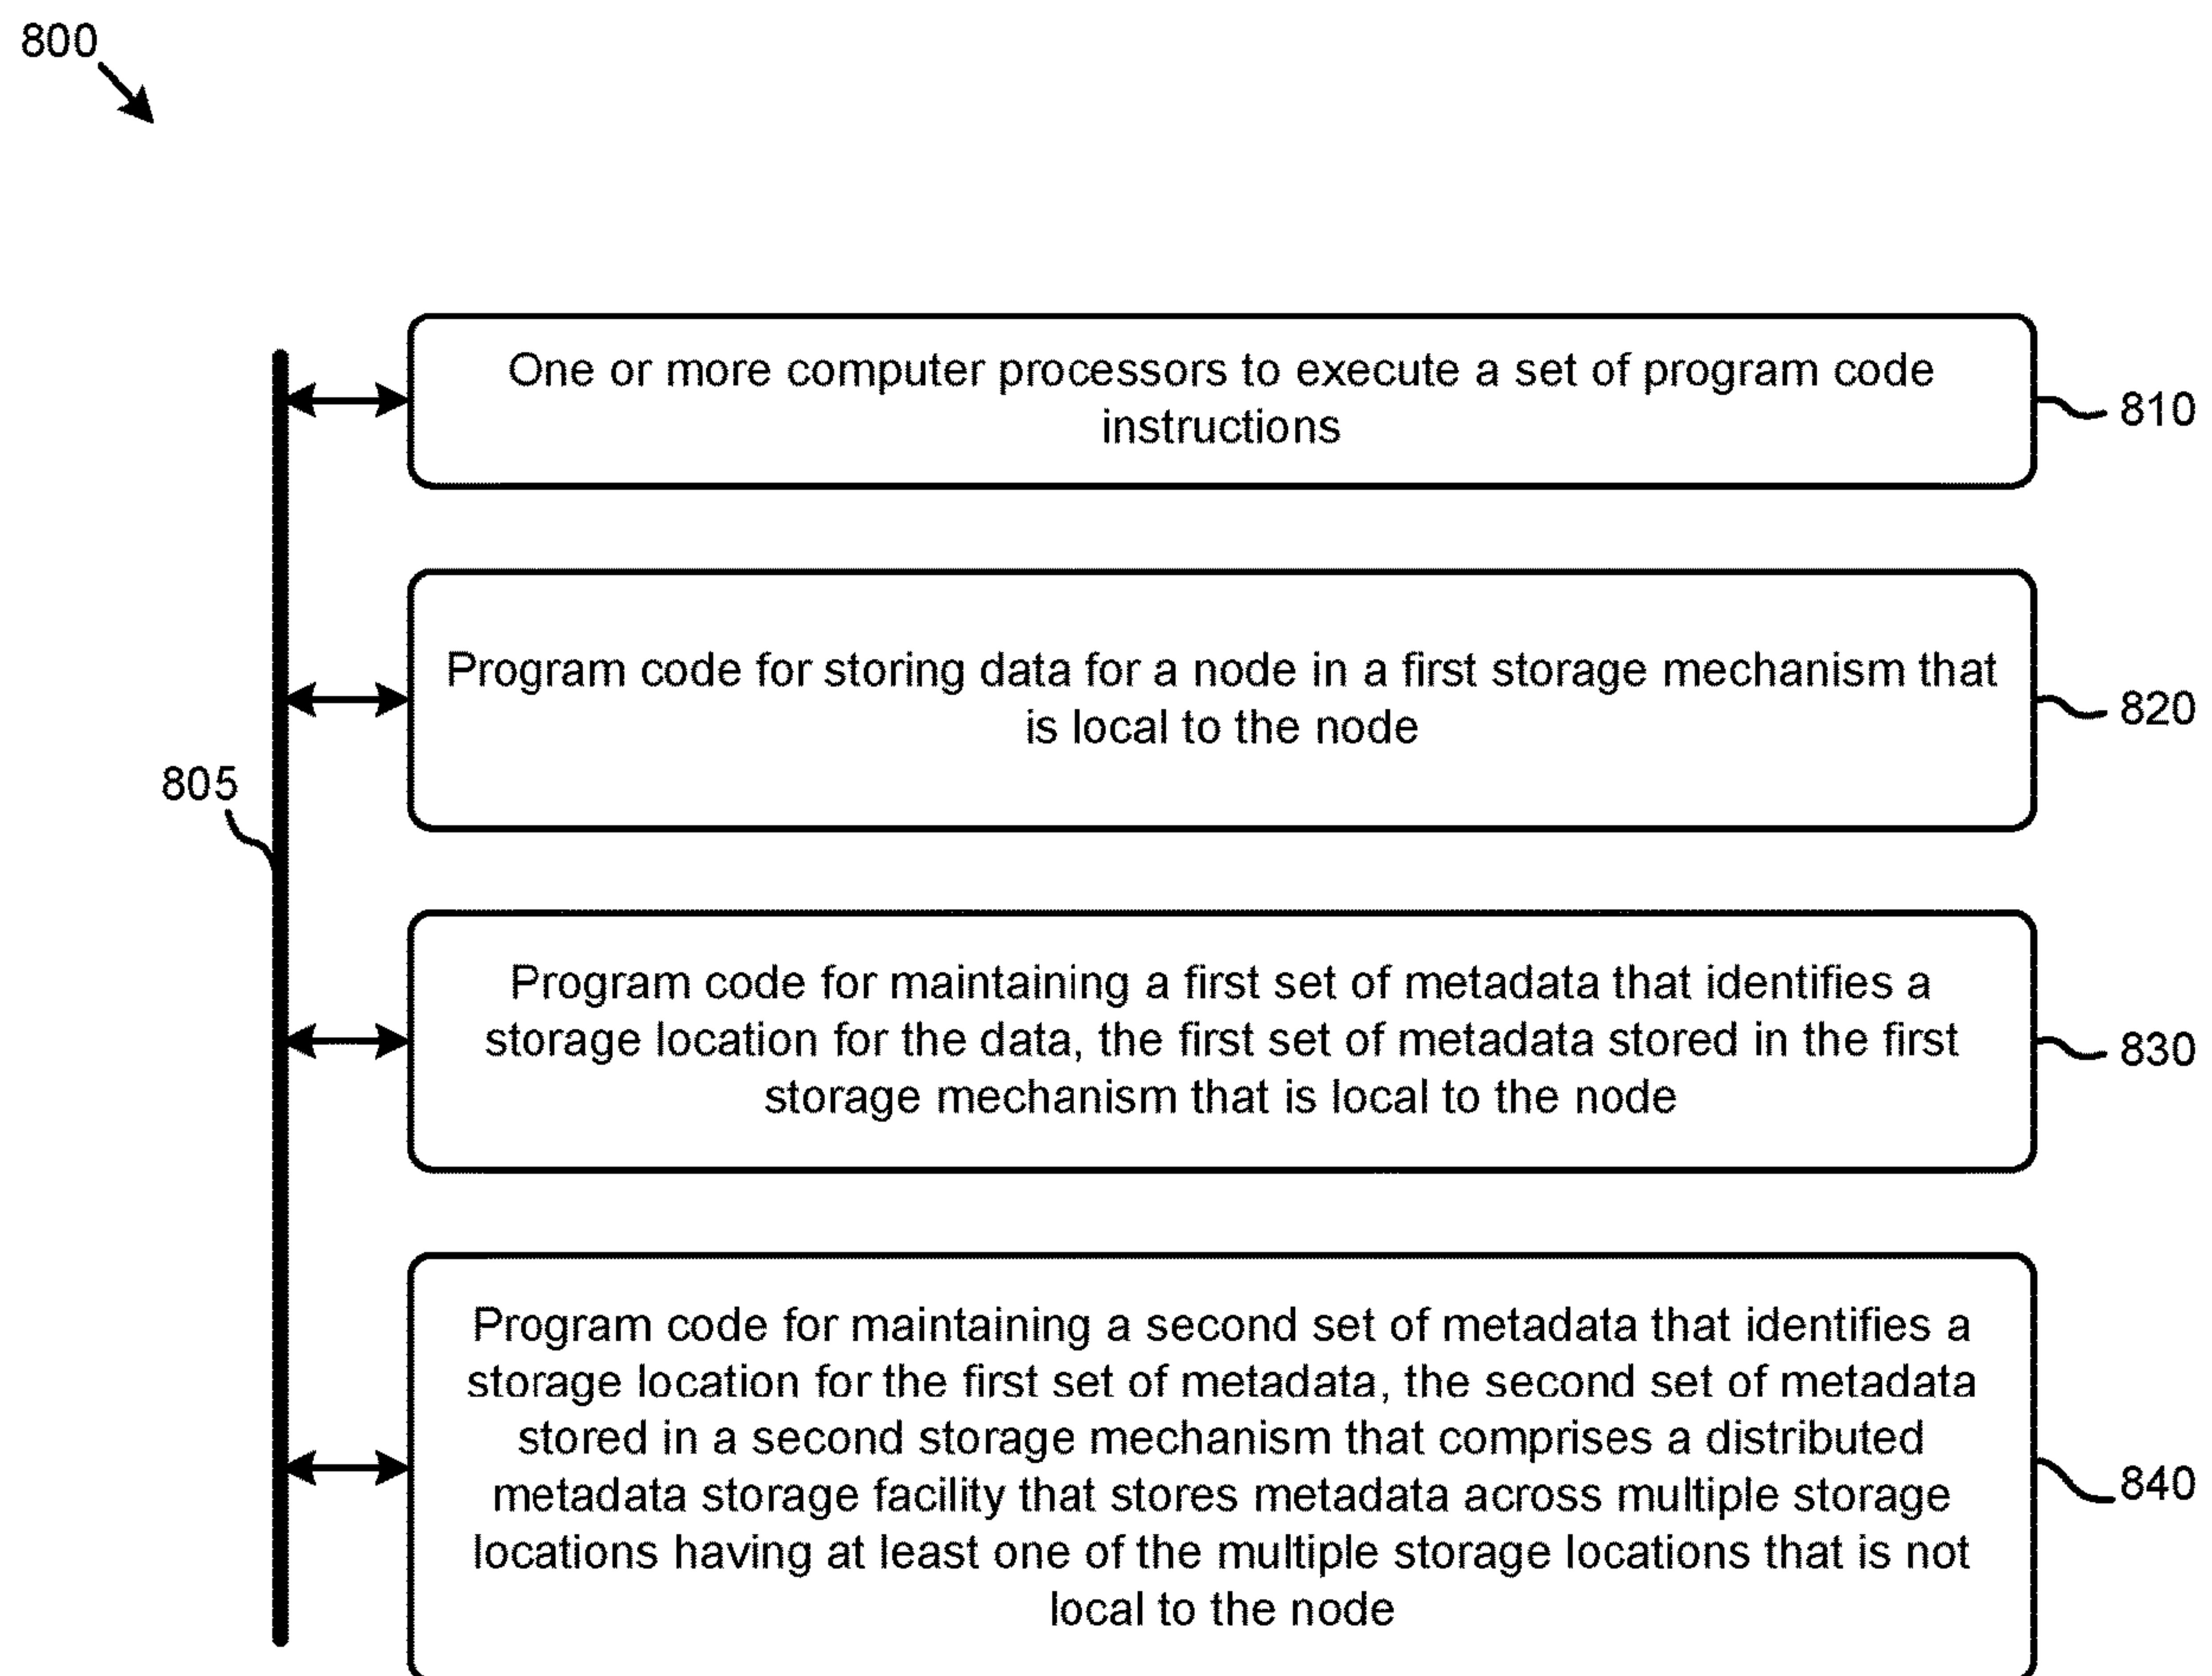 800
One or more computer processors to execute a set of program code
instructions
810
Program code for storing data for a node in a first storage mechanism that
is local to the node
820
805
Program code for maintaining a first set of metadata that identifies a
storage location for the data, the first set of metadata stored in the first
storage mechanism that is local to the node
830
Program code for maintaining a second set of metadata that identifies a
storage location for the first set of metadata, the second set of metadata
stored in a second storage mechanism that comprises a distributed
metadata storage facility that stores metadata across multiple storage
locations having at least one of the multiple storage locations that is not
local to the node
840